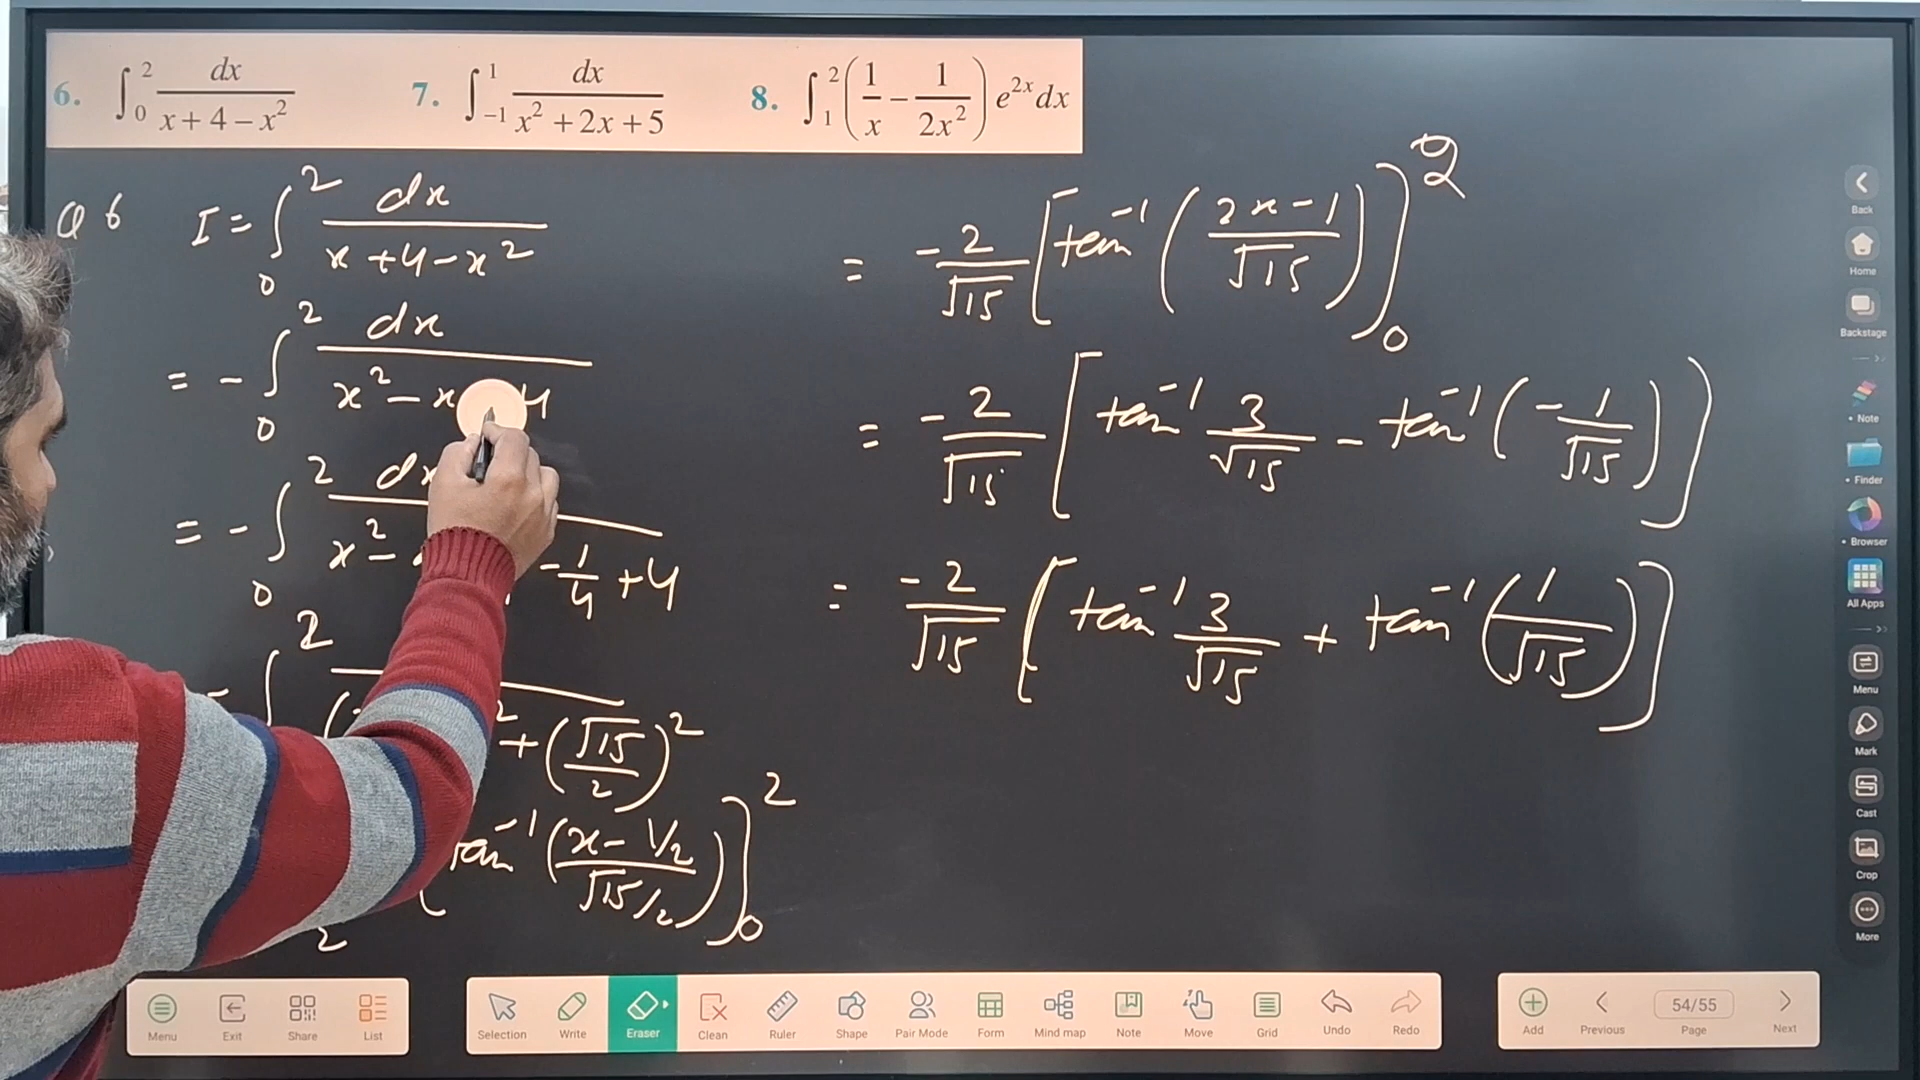 6. ∫₀² dx / (x + 4 − x²) 7. ∫₋₁¹ dx / (x² + 2x + 5) 8. ∫₁² (1/x − 1/(2x²)) e²ˣ dx
Q 6 I = ∫₀² dx / (x + 4 − x²)
= − ∫₀² dx / (x² − x 4
= − ∫₀² dx / x² − − 1/4 + 4
∫ 2 ( ² + (√15/2)²
tan⁻¹ ((x − 1/2) / (√15/2))]₀²
2
= −2/√15 [tan⁻¹ ((2x − 1)/√15)]₀²
= −2/√15 [tan⁻¹ 3/√15 − tan⁻¹ (−1/√15)]
= −2/√15 [tan⁻¹ 3/√15 + tan⁻¹ (1/√15)]
Back
Home
Backstage
Note
Finder
Browser
All Apps
Menu
Mark
Cast
Crop
More
Menu Exit Share List
Selection Write Eraser Clean Ruler Shape Pair Mode Form Mind map Note Move Grid Undo Redo
Add Previous 54/55 Page Next